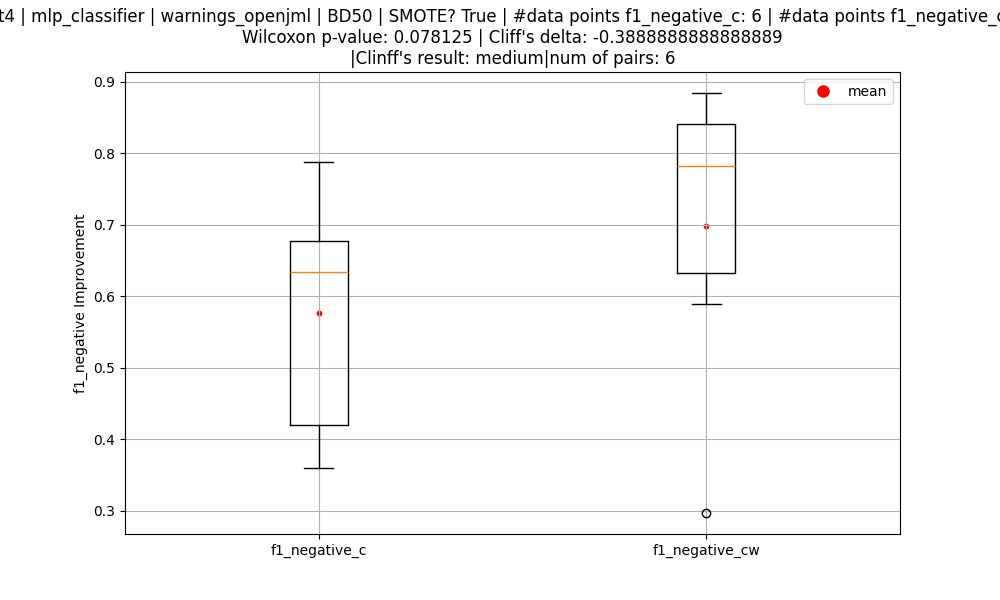 | mlp_classifier | warnings_openjml | BD50 | SMOTE? True | #data points f1_negative_c: 6 | #data points
Wilcoxon p-value: 0.078125 | Cliff's delta: -0.3888888888888889
|Clinff's result: medium|num of pairs: 6
mean
f1_negative Improvement
0.9
0.8
0.7
0.6
0.5
0.4
0.3
f1_negative_c
f1_negative_cw